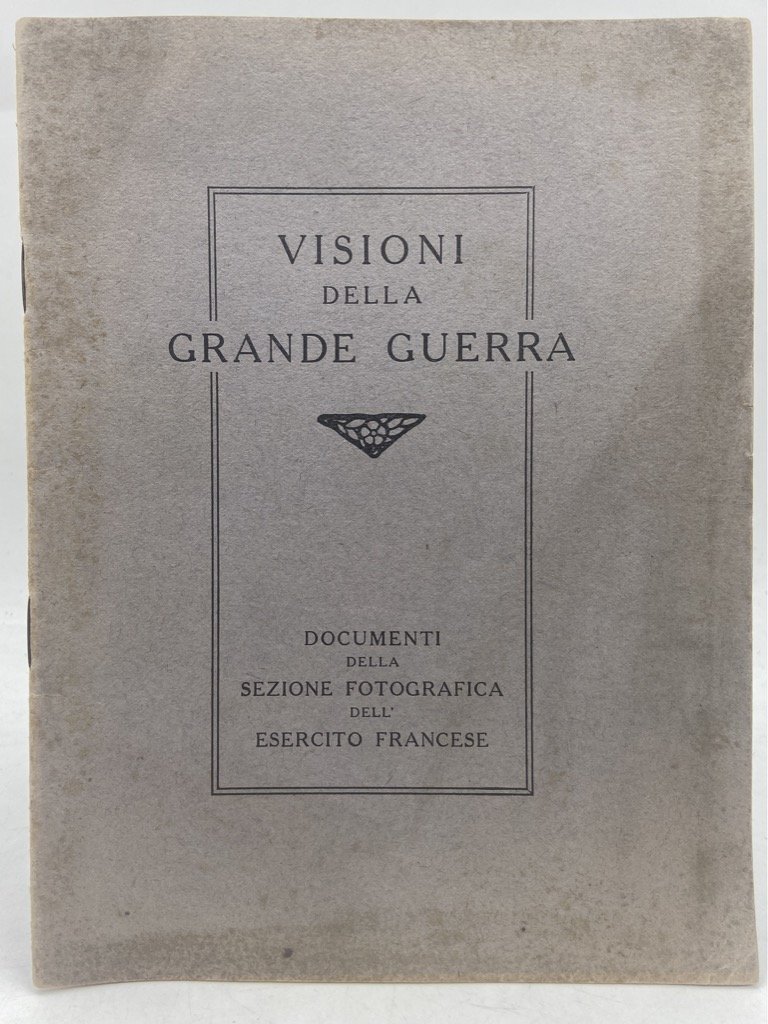 VISIONI
DELLA
GRANDE GUERRA
DOCUMENTI
DELLA
SEZIONE FOTOGRAFICA
DELL'
ESERCITO FRANCESE